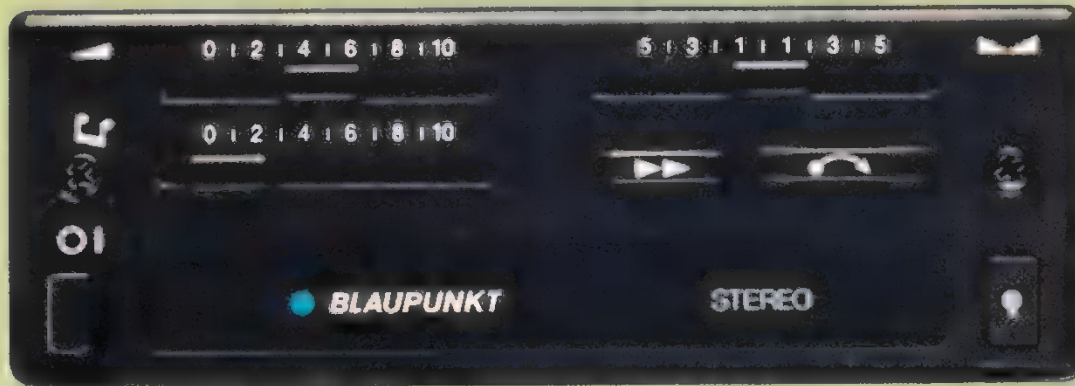 0 ı 2 ı 4 ı 6 ı 8 ı 10
5 ı 3 ı 1 ı 1 ı 3 ı 5
0 ı 2 ı 4 ı 6 ı 8 ı 10
BLAUPUNKT
STEREO